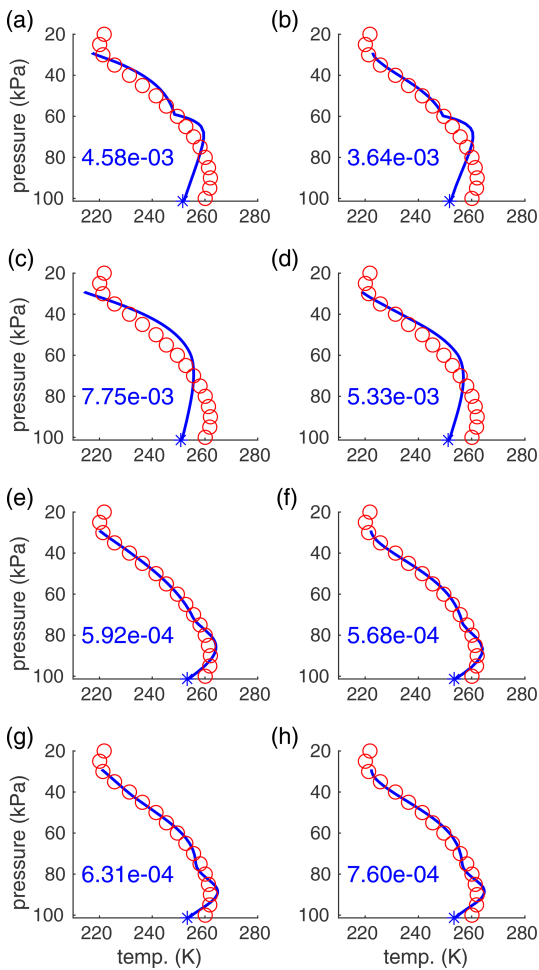 (a) (b)
20 20
40 40
60 60
80 80
100 100
pressure (kPa)
4.58e-03 3.64e-03
220 240 260 280 220 240 260 280
(c) (d)
20 20
40 40
60 60
80 80
100 100
pressure (kPa)
7.75e-03 5.33e-03
220 240 260 280 220 240 260 280
(e) (f)
20 20
40 40
60 60
80 80
100 100
pressure (kPa)
5.92e-04 5.68e-04
220 240 260 280 220 240 260 280
(g) (h)
20 20
40 40
60 60
80 80
100 100
pressure (kPa)
6.31e-04 7.60e-04
220 240 260 280 220 240 260 280
temp. (K) temp. (K)